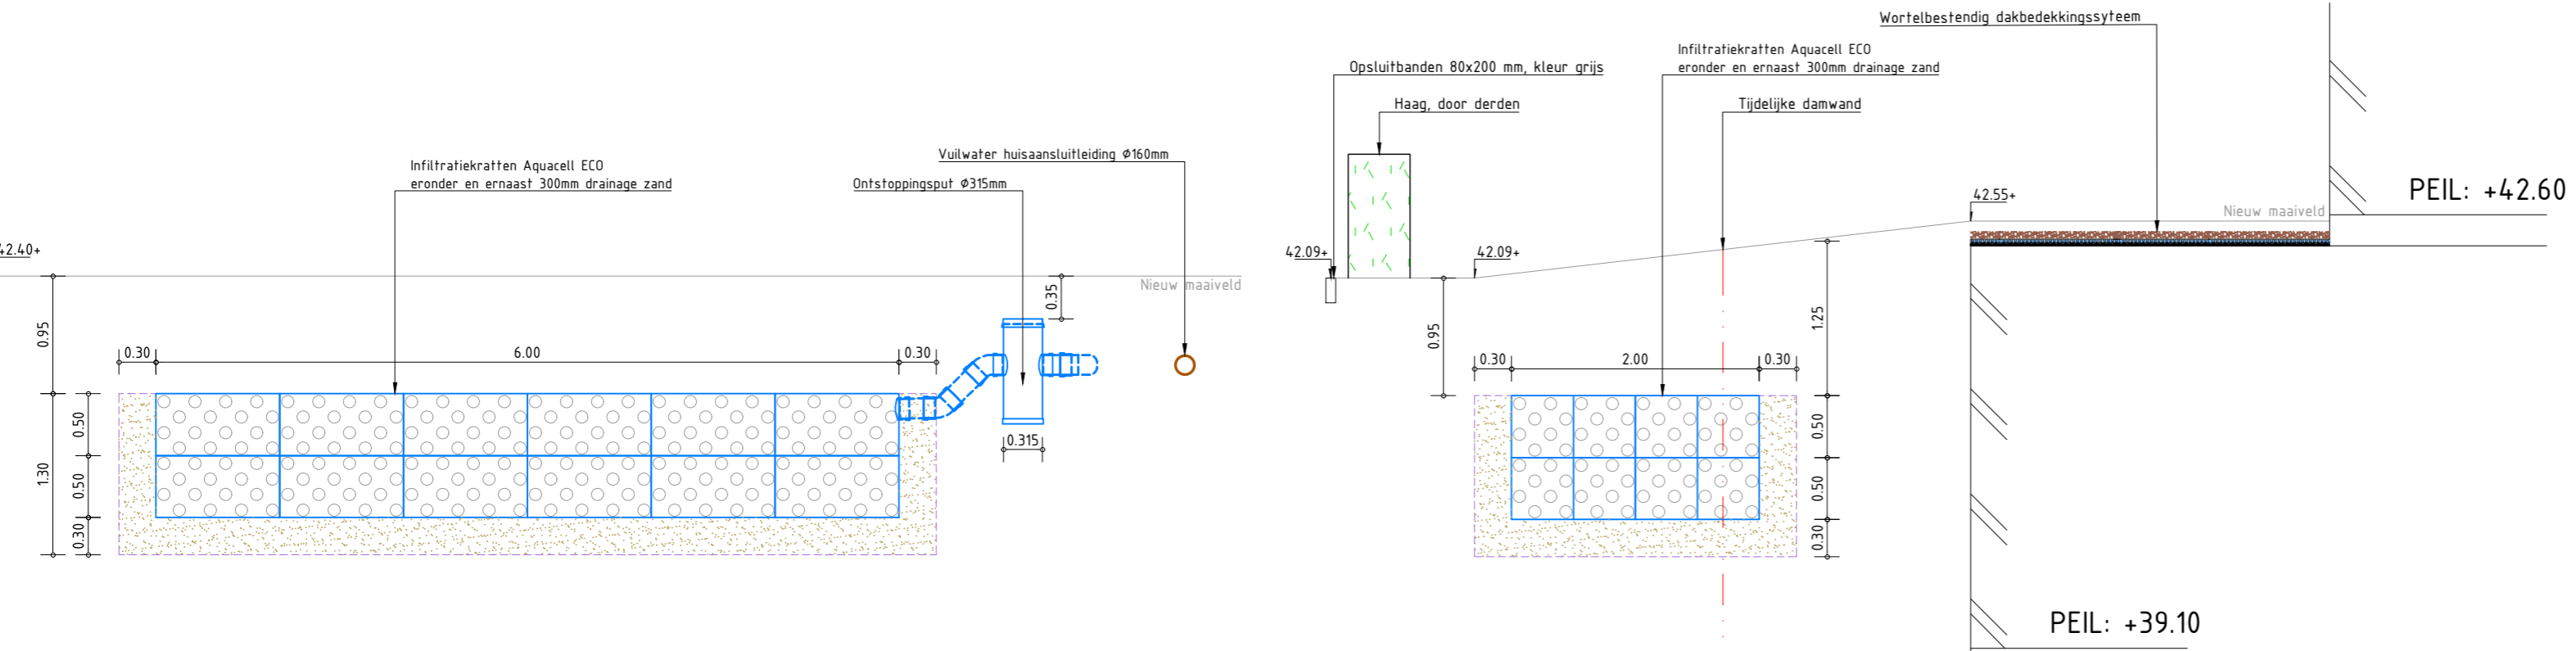 42.40+
0.95
1.30
0.50
0.50
0.30
0.30
6.00
0.30
Infiltratiekratten Aquacell ECO
eronder en ernaast 300mm drainage zand
Vuilwater huisaansluitleiding Ø160mm
Ontstoppingsput Ø315mm
0.35
Nieuw maaiveld
0.315
Wortelbestendig dakbedekkingssyteem
Infiltratiekratten Aquacell ECO
eronder en ernaast 300mm drainage zand
Opsluitbanden 80x200 mm, kleur grijs
Haag, door derden
Tijdelijke damwand
42.09+
42.09+
42.55+
Nieuw maaiveld
PEIL: +42.60
0.95
1.25
0.30
2.00
0.30
0.50
0.50
0.30
PEIL: +39.10